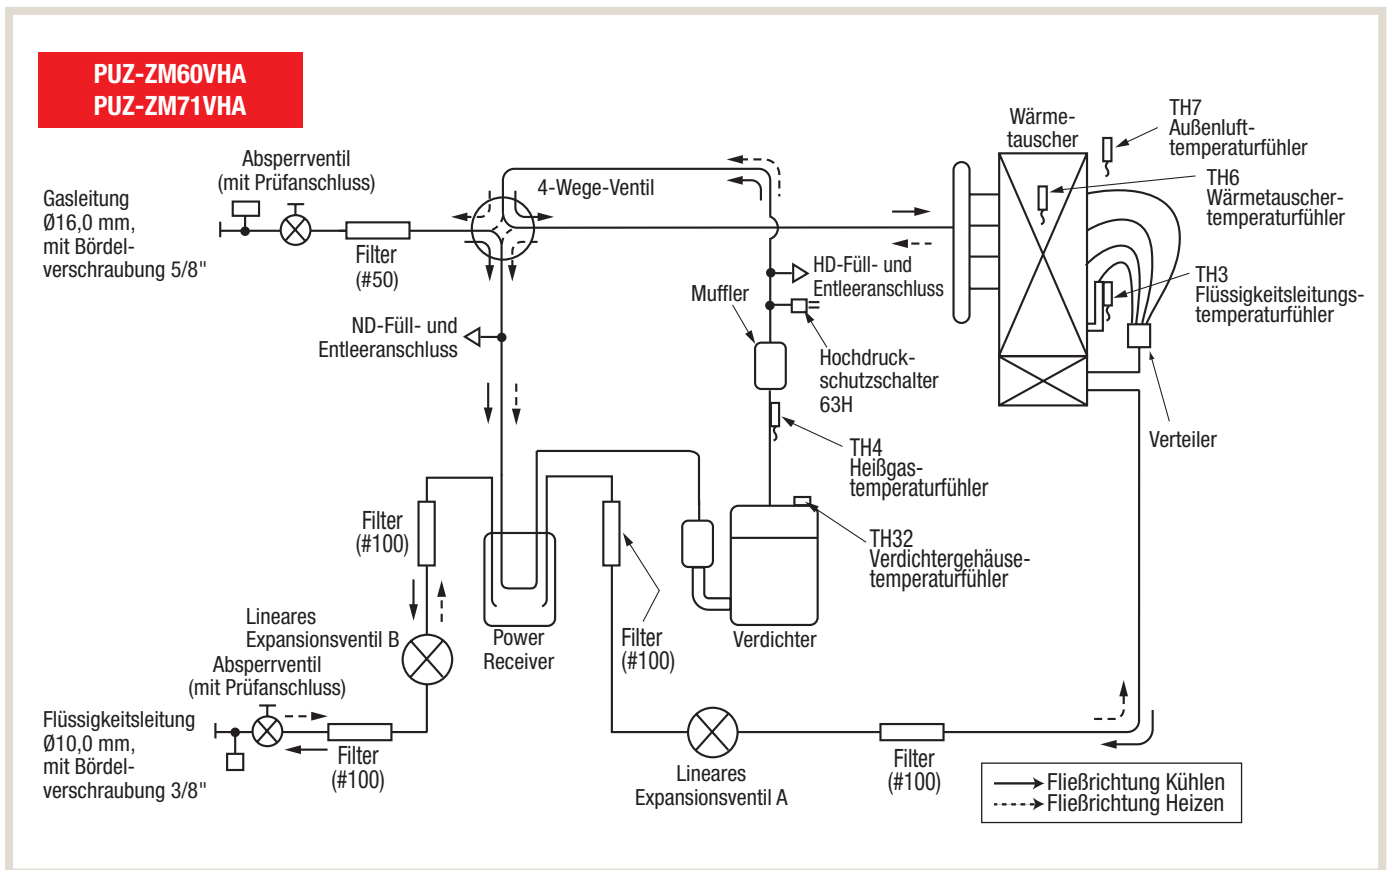 PUZ-ZM60VHA
PUZ-ZM71VHA
Absperrventil
(mit Prüfanschluss)
Gasleitung
Ø16,0 mm,
mit Bördel-
verschraubung 5/8"
Filter
(#50)
4-Wege-Ventil
Wärme-
tauscher
TH7
Außenluft-
temperaturfühler
TH6
Wärmetauscher-
temperaturfühler
TH3
Flüssigkeitsleitungs-
temperaturfühler
HD-Füll- und
Entleeranschluss
Muffler
ND-Füll- und
Entleeranschluss
Hochdruck-
schutzschalter
63H
Verteiler
TH4
Heißgas-
temperaturfühler
Filter
(#100)
TH32
Verdichtergehäuse-
temperaturfühler
Lineares
Expansionsventil B
Power
Receiver
Filter
(#100)
Verdichter
Absperrventil
(mit Prüfanschluss)
Flüssigkeitsleitung
Ø10,0 mm,
mit Bördel-
verschraubung 3/8"
Filter
(#100)
Lineares
Expansionsventil A
Filter
(#100)
Fließrichtung Kühlen
Fließrichtung Heizen